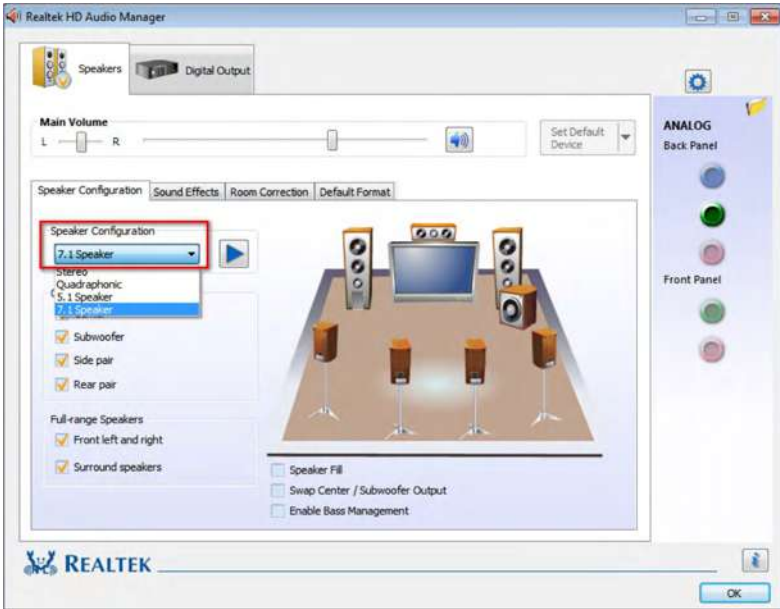 Realtek HD Audio Manager
Speakers
Digital Output
Main Volume
L
R
Set Default
Device
ANALOG
Back Panel
Speaker Configuration
Sound Effects
Room Correction
Default Format
Speaker Configuration
7.1 Speaker
Stereo
Quadraphonic
5.1 Speaker
7.1 Speaker
Subwoofer
Side pair
Rear pair
Full-range Speakers
Front left and right
Surround speakers
Speaker Fill
Swap Center / Subwoofer Output
Enable Bass Management
Front Panel
REALTEK
OK